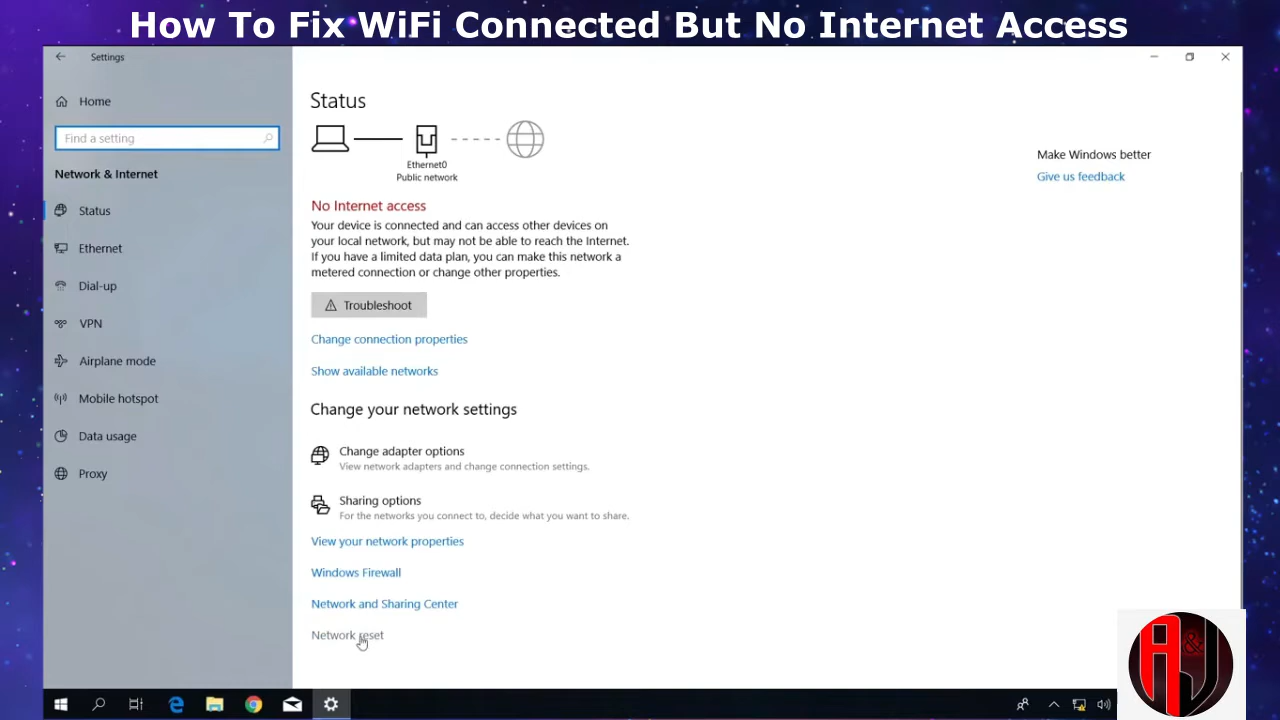 How To Fix WiFi Connected But No Internet Access
Settings
Home
Find a setting
Network & Internet
Status
Ethernet
Dial-up
VPN
Airplane mode
Mobile hotspot
Data usage
Proxy
Status
Ethernet0
Public network
No Internet access
Your device is connected and can access other devices on
your local network, but may not be able to reach the Internet.
If you have a limited data plan, you can make this network a
metered connection or change other properties.
Troubleshoot
Change connection properties
Show available networks
Change your network settings
Change adapter options
View network adapters and change connection settings.
Sharing options
For the networks you connect to, decide what you want to share.
View your network properties
Windows Firewall
Network and Sharing Center
Network reset
Make Windows better
Give us feedback
A&J